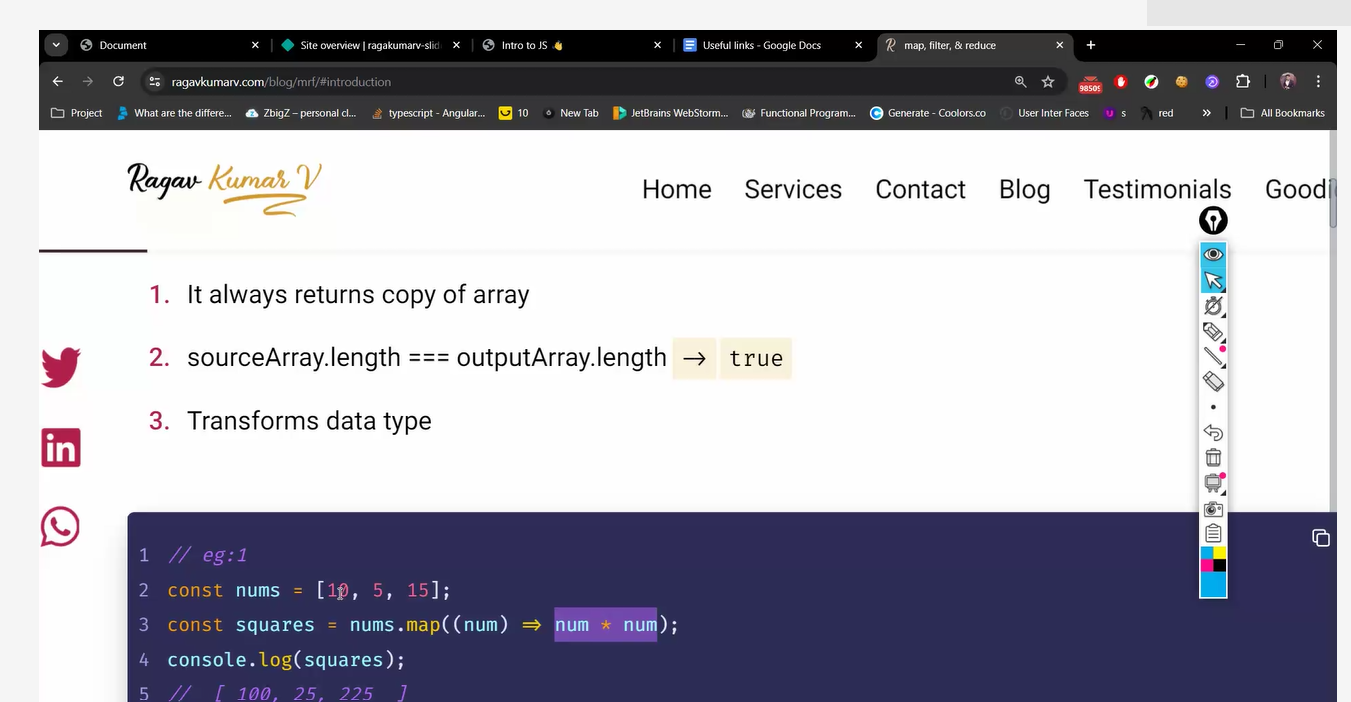 Document
Site overview | ragakumarv-slid
Intro to JS 👋
Useful links - Google Docs
map, filter, & reduce
ragavkumarv.com/blog/mrf/#introduction
98509
Project
What are the differe...
ZbigZ – personal cl...
typescript - Angular...
10
New Tab
JetBrains WebStorm...
Functional Program...
Generate - Coolors.co
User Inter Faces
s
red
All Bookmarks
Ragav Kumar V
Home Services Contact Blog Testimonials Goodi
1. It always returns copy of array
2. sourceArray.length === outputArray.length → true
3. Transforms data type
in
1 // eg:1
2 const nums = [10, 5, 15];
3 const squares = nums.map((num) ⇒ num * num);
4 console.log(squares);
5 // [ 100, 25, 225 ]